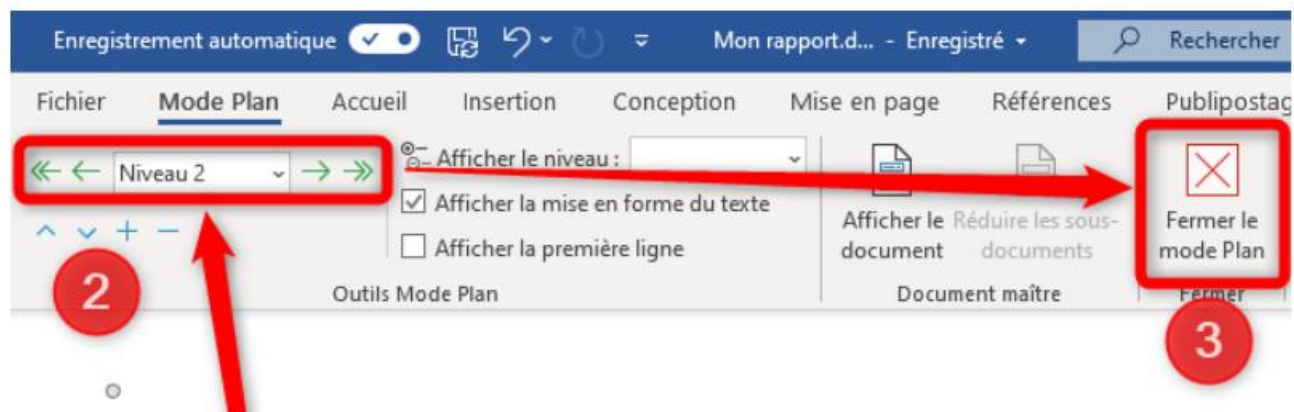 Enregistrement automatique Mon rapport.d... - Enregistré Rechercher
Fichier Mode Plan Accueil Insertion Conception Mise en page Références Publipostag
Niveau 2 Afficher le niveau :
Afficher la mise en forme du texte
Afficher la première ligne
Afficher le document
Réduire les sous-documents
Fermer le mode Plan
Outils Mode Plan Document maître Fermer
2
3